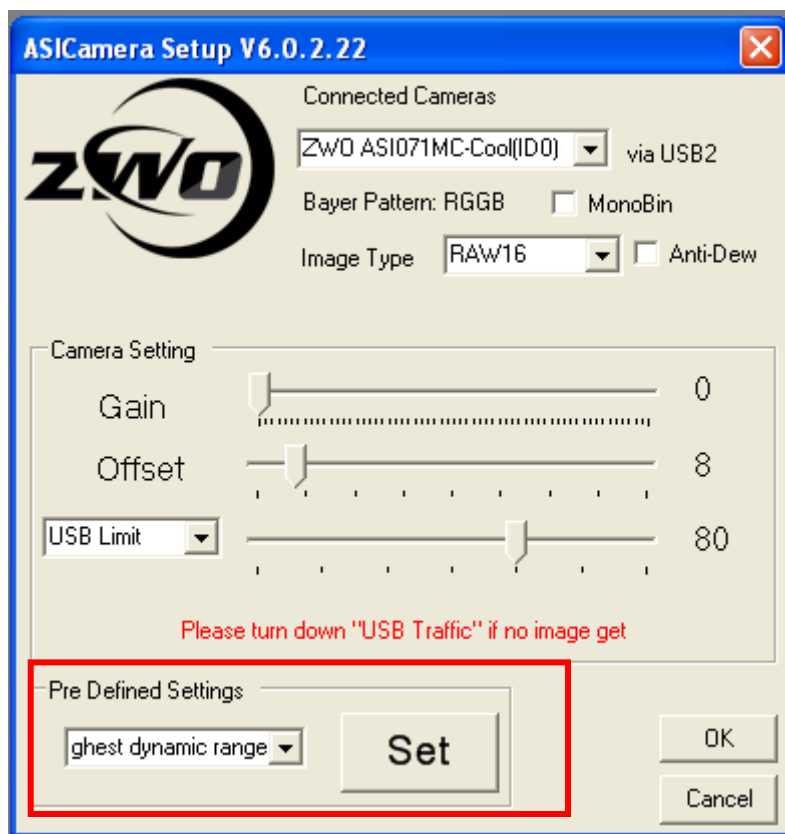 ASICamera Setup V6.0.2.22
ZWO
Connected Cameras
ZWO ASI071MC-Cool(ID0) via USB2
Bayer Pattern: RGGB MonoBin
Image Type RAW16 Anti-Dew
Camera Setting
Gain 0
Offset 8
USB Limit 80
Please turn down "USB Traffic" if no image get
Pre Defined Settings
ghest dynamic range Set
OK
Cancel